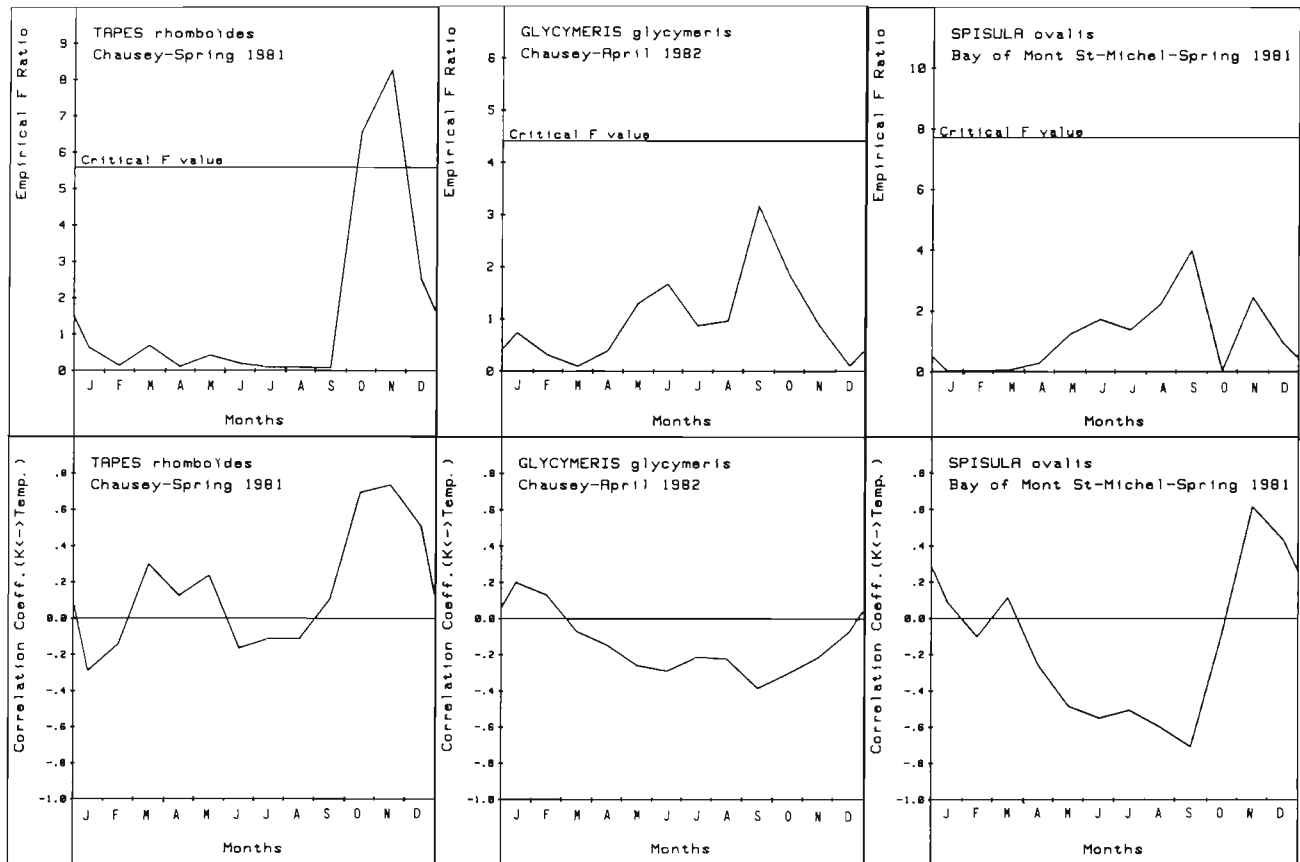 TAPES rhomboïdes
Chausey-Spring 1981
Empirical F Ratio
9
8
7
6
5
4
3
2
1
0
Critical F value
J F M A M J J A S O N D
Months
GLYCYMERIS glycymeris
Chausey-April 1982
Empirical F Ratio
6
5
4
3
2
1
0
Critical F value
J F M A M J J A S O N D
Months
SPISULA ovalis
Bay of Mont St-Michel-Spring 1981
Empirical F Ratio
10
8
6
4
2
0
Critical F value
J F M A M J J A S O N D
Months
TAPES rhomboïdes
Chausey-Spring 1981
Correlation Coeff.(K<->Temp.)
.8
.6
.4
.2
0.0
-.2
-.4
-.6
-.8
-1.0
J F M A M J J A S O N D
Months
GLYCYMERIS glycymeris
Chausey-April 1982
Correlation Coeff.(K<->Temp.)
.8
.6
.4
.2
0.0
-.2
-.4
-.6
-.8
-1.0
J F M A M J J A S O N D
Months
SPISULA ovalis
Bay of Mont St-Michel-Spring 1981
Correlation Coeff.(K<->Temp.)
.8
.6
.4
.2
0.0
-.2
-.4
-.6
-.8
-1.0
J F M A M J J A S O N D
Months